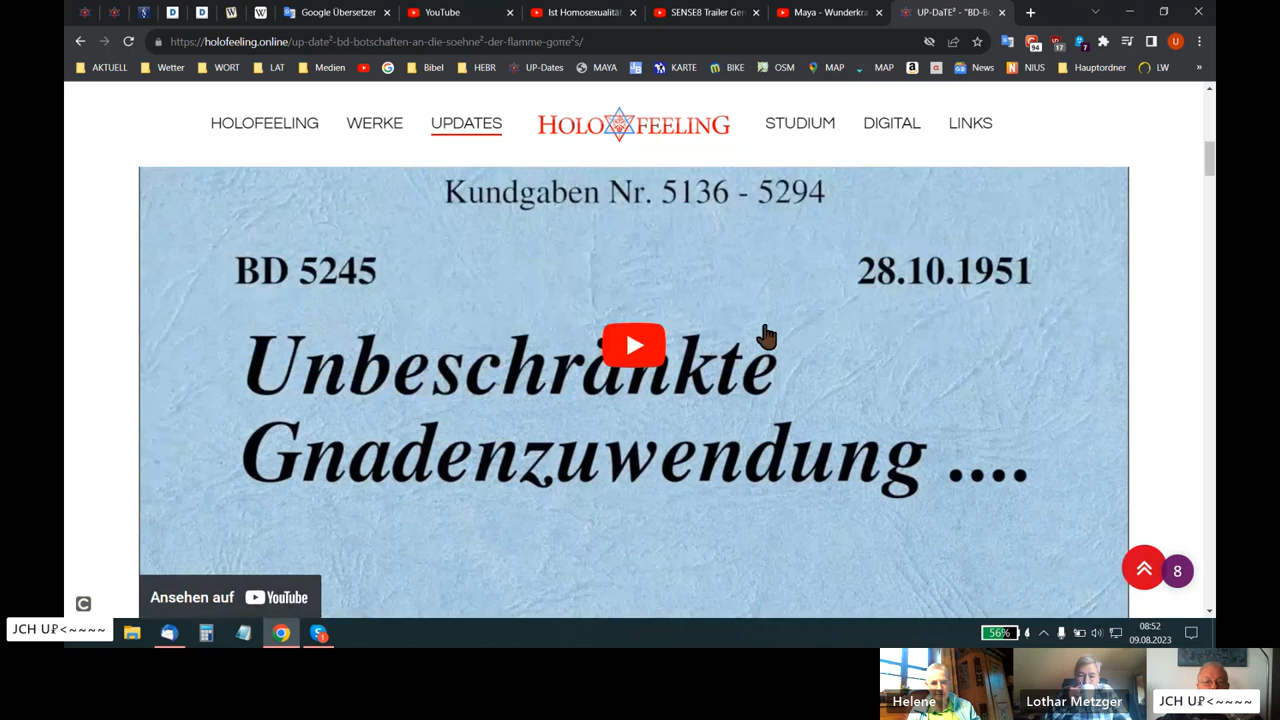 Google Übersetzer
YouTube
Ist Homosexualität
SENSE8 Trailer Ger
Maya - Wunderkra
UP-DaTE² - "BD-Bo
https://holofeeling.online/up-date²-bd-botschaften-an-die-soehne²-der-flamme-gotte²s/
94
17
7
U
AKTUELL
Wetter
WORT
LAT
Medien
Bibel
HEBR
UP-Dates
MAYA
KARTE
BIKE
OSM
MAP
MAP
News
NIUS
Hauptordner
LW
HOLOFEELING
WERKE
UPDATES
HOLOFEELING
STUDIUM
DIGITAL
LINKS
Kundgaben Nr. 5136 - 5294
BD 5245
28.10.1951
Unbeschränkte
Gnadenzuwendung ....
Ansehen auf YouTube
8
56%
08:52
09.08.2023
Helene
Lothar Metzger